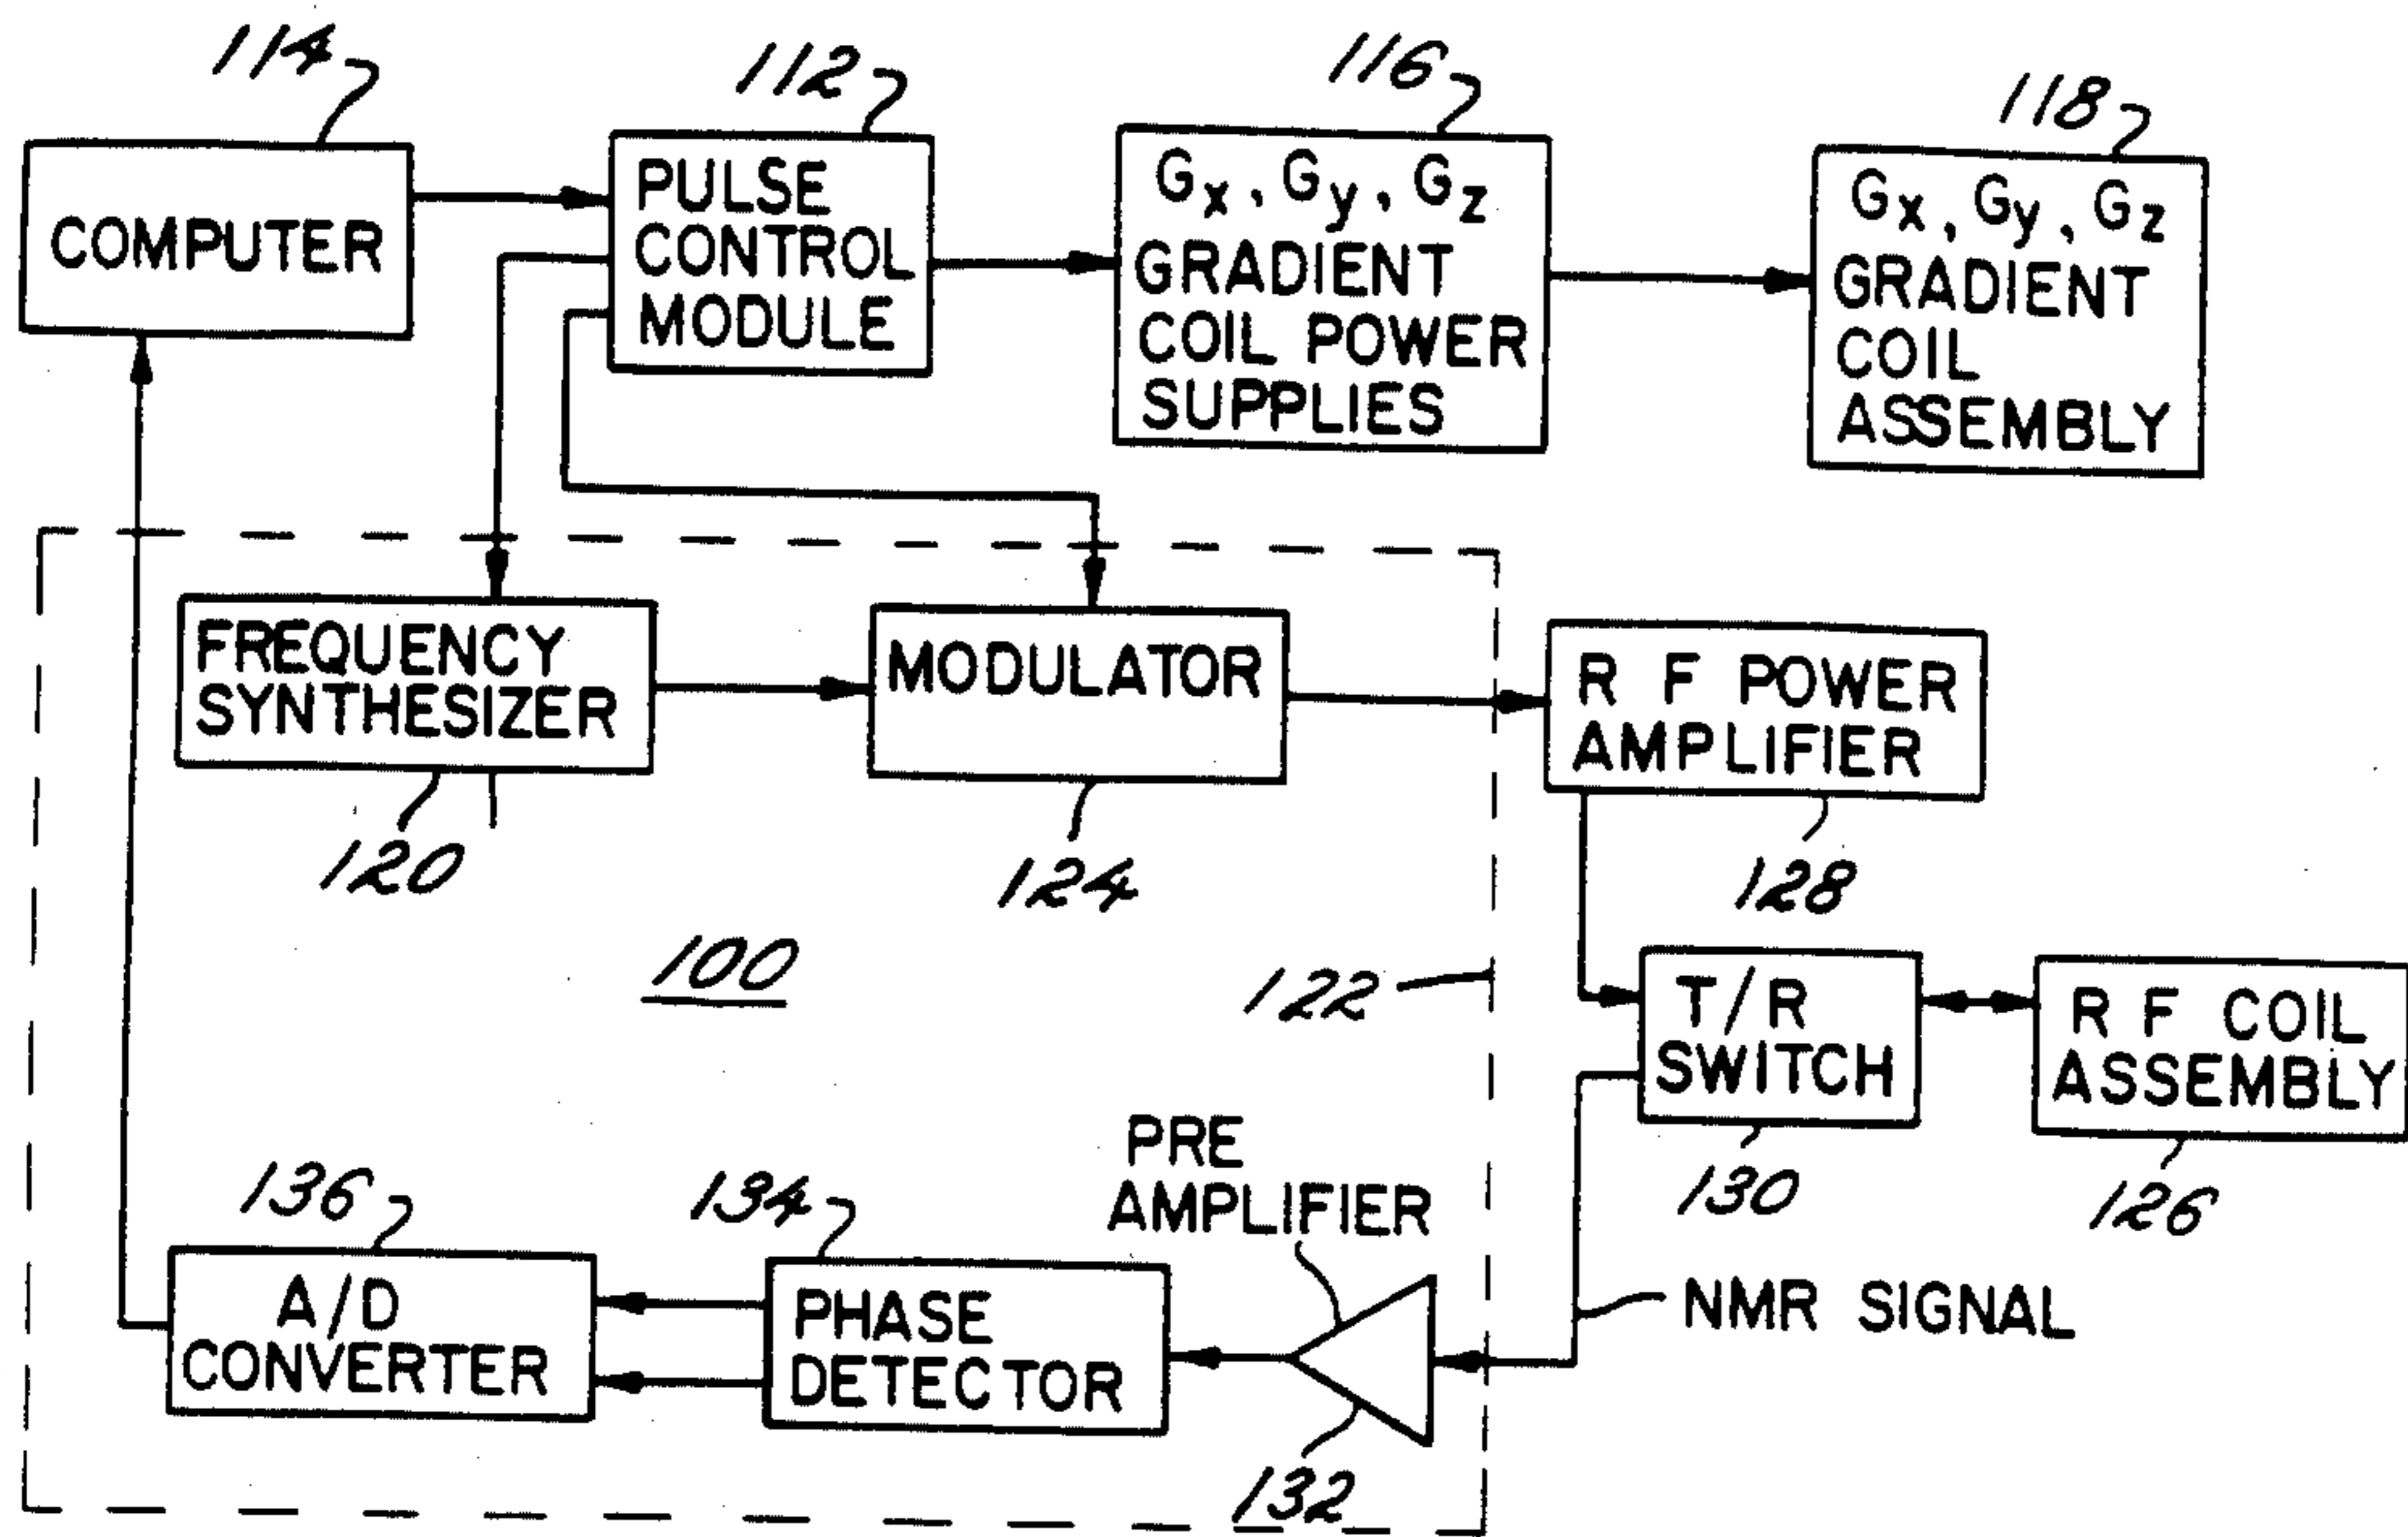 114
112
116
118
COMPUTER
PULSE
CONTROL
MODULE
Gx, Gy, Gz
GRADIENT
COIL POWER
SUPPLIES
Gx, Gy, Gz
GRADIENT
COIL
ASSEMBLY
FREQUENCY
SYNTHESIZER
MODULATOR
R F POWER
AMPLIFIER
120
124
128
100
122
T/R
SWITCH
R F COIL
ASSEMBLY
130
126
136
134
PRE
AMPLIFIER
A/D
CONVERTER
PHASE
DETECTOR
NMR SIGNAL
132